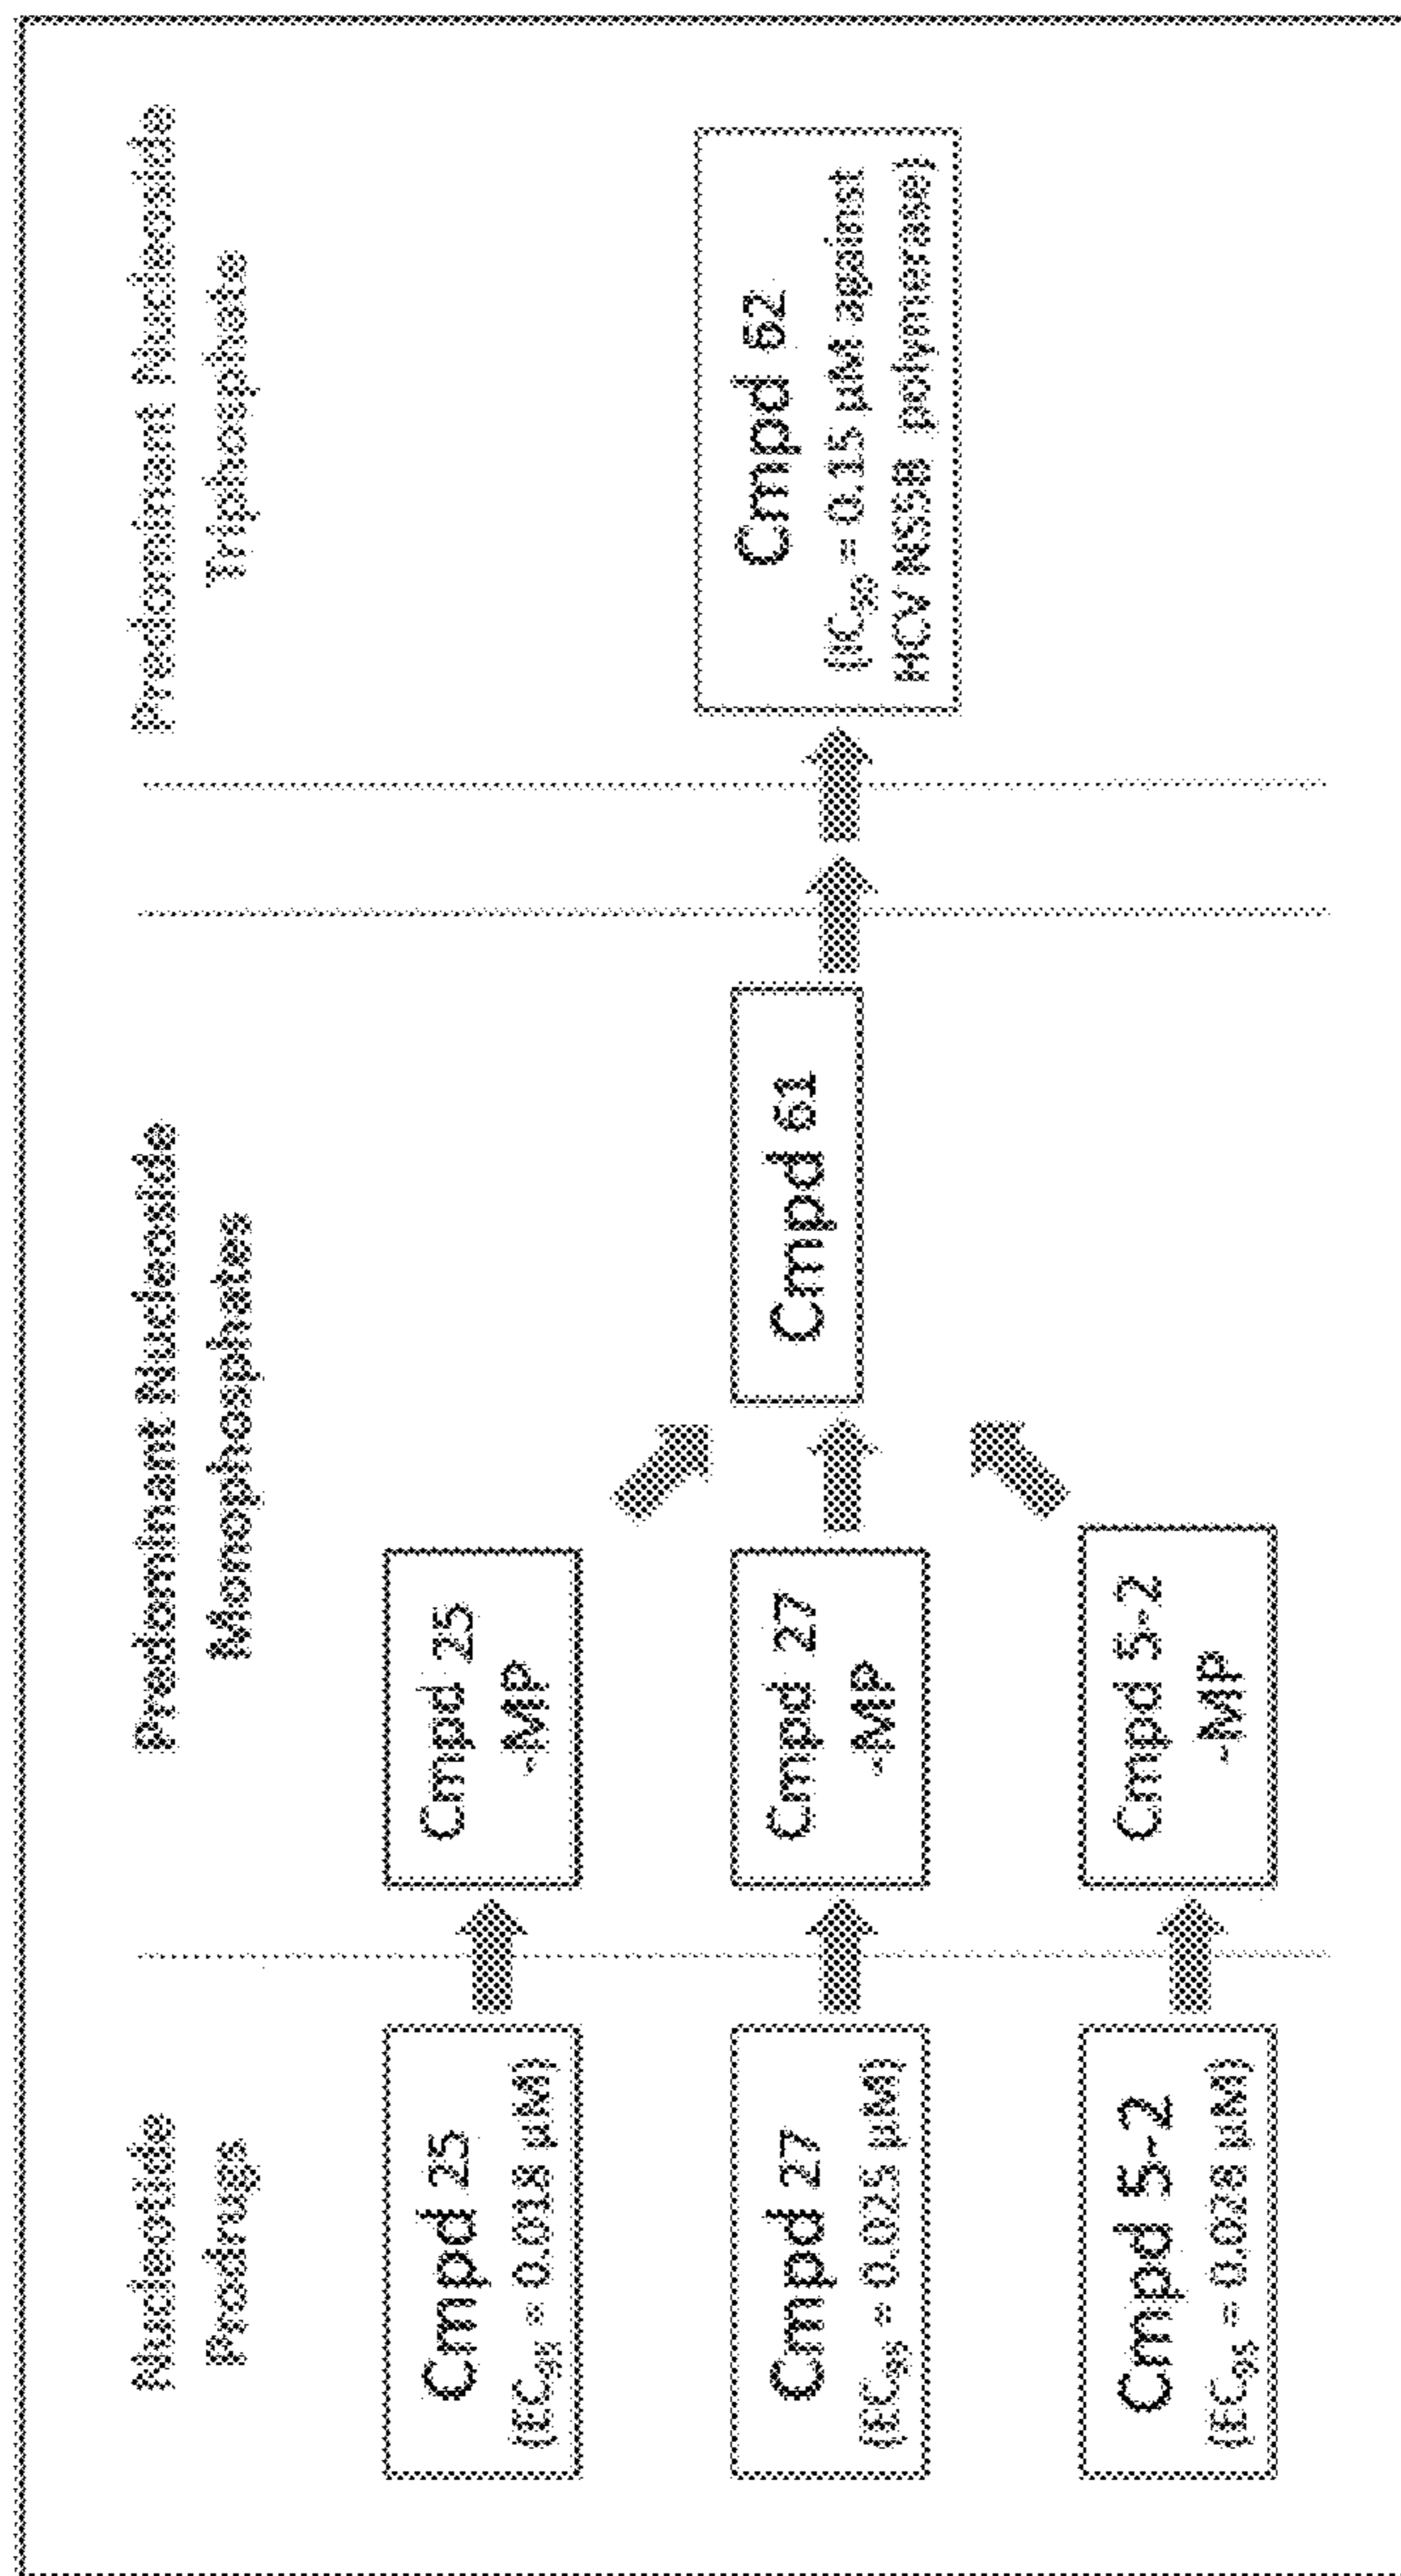 Nucleotide
Prodrugs
Predominant Nucleoside
Monophosphates
Predominant Nucleoside
Triphosphate
Cmpd 25
(EC₉₅ = 0.018 µM)
Cmpd 25
-MP
Cmpd 27
(EC₉₅ = 0.025 µM)
Cmpd 27
-MP
Cmpd 61
Cmpd 62
(IC₅₀ = 0.15 µM against
HCV NS5B polymerase)
Cmpd 5-2
(EC₉₅ = 0.028 µM)
Cmpd 5-2
-MP